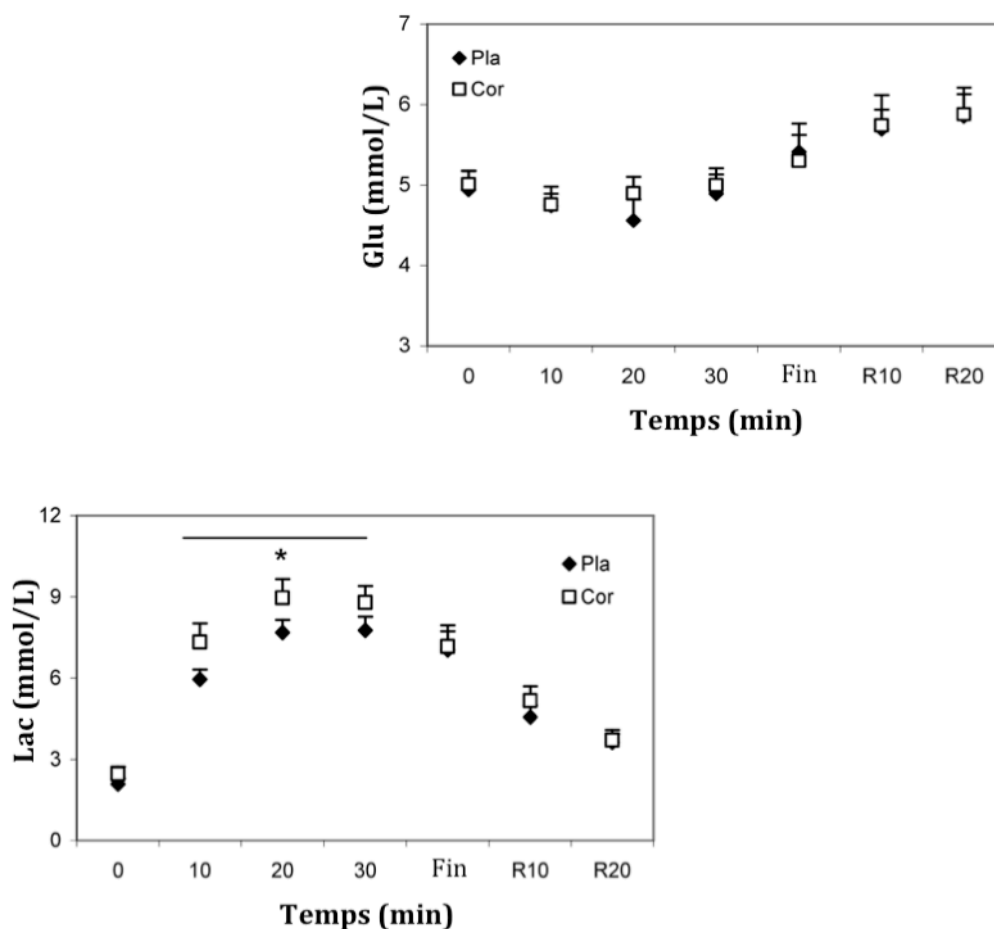 7
6
5
4
3
Glu (mmol/L)
Pla
Cor
0 10 20 30 Fin R10 R20
Temps (min)
12
9
6
3
0
Lac (mmol/L)
*
Pla
Cor
0 10 20 30 Fin R10 R20
Temps (min)